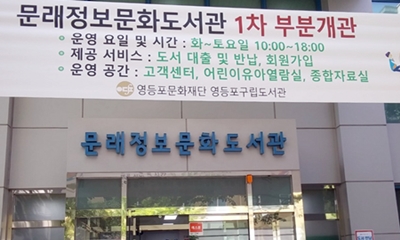 문래정보문화도서관 1차 부분개관
• 운영 요일 및 시간 : 화~토요일 10:00~18:00
• 제공 서비스 : 도서 대출 및 반납, 회원가입
• 운영 공간 : 고객센터, 어린이유아열람실, 종합자료실
영등포문화재단 영등포구립도서관
문래정보문화도서관